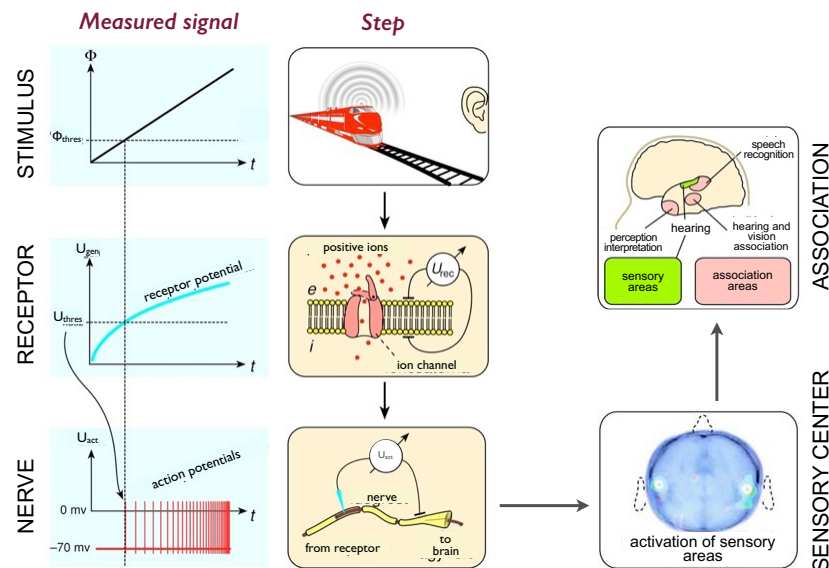 Measured signal
Step
STIMULUS
Φ
Φthres
t
RECEPTOR
Ugen
receptor potential
Uthres
t
positive ions
Urec
e
i
ion channel
NERVE
Uact
action potentials
0 mv
t
–70 mv
Uact
nerve
from receptor
to
brain
ASSOCIATION
speech
recognition
hearing
perception
interpretation
hearing and
vision
association
sensory
areas
association
areas
SENSORY CENTER
activation of sensory
areas